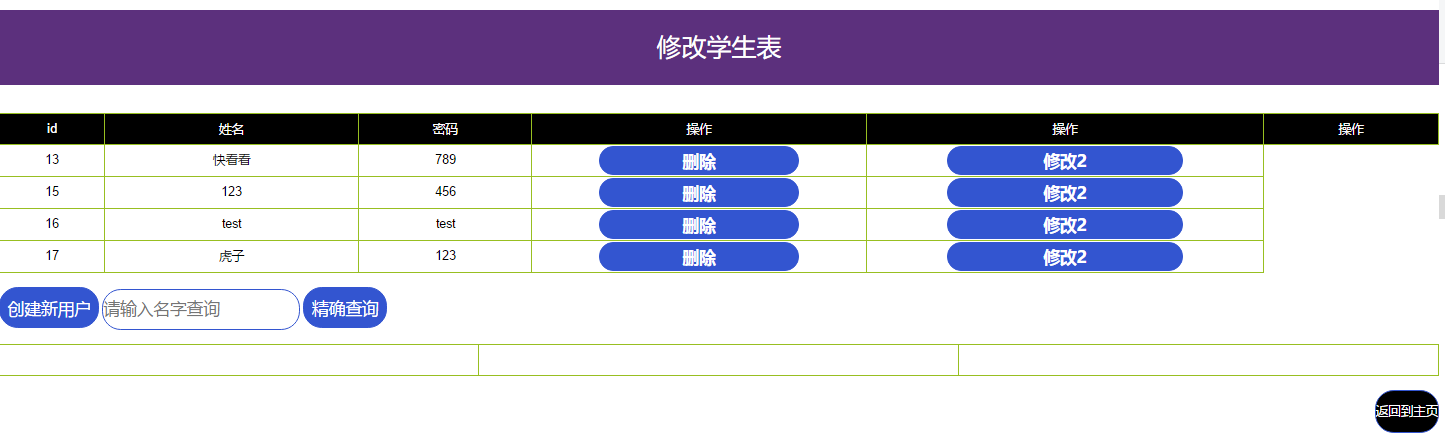 修改学生表
id 姓名 密码 操作 操作 操作
13 快看看 789 删除 修改2
15 123 456 删除 修改2
16 test test 删除 修改2
17 虎子 123 删除 修改2
创建新用户 请输入名字查询 精确查询
返回到主页